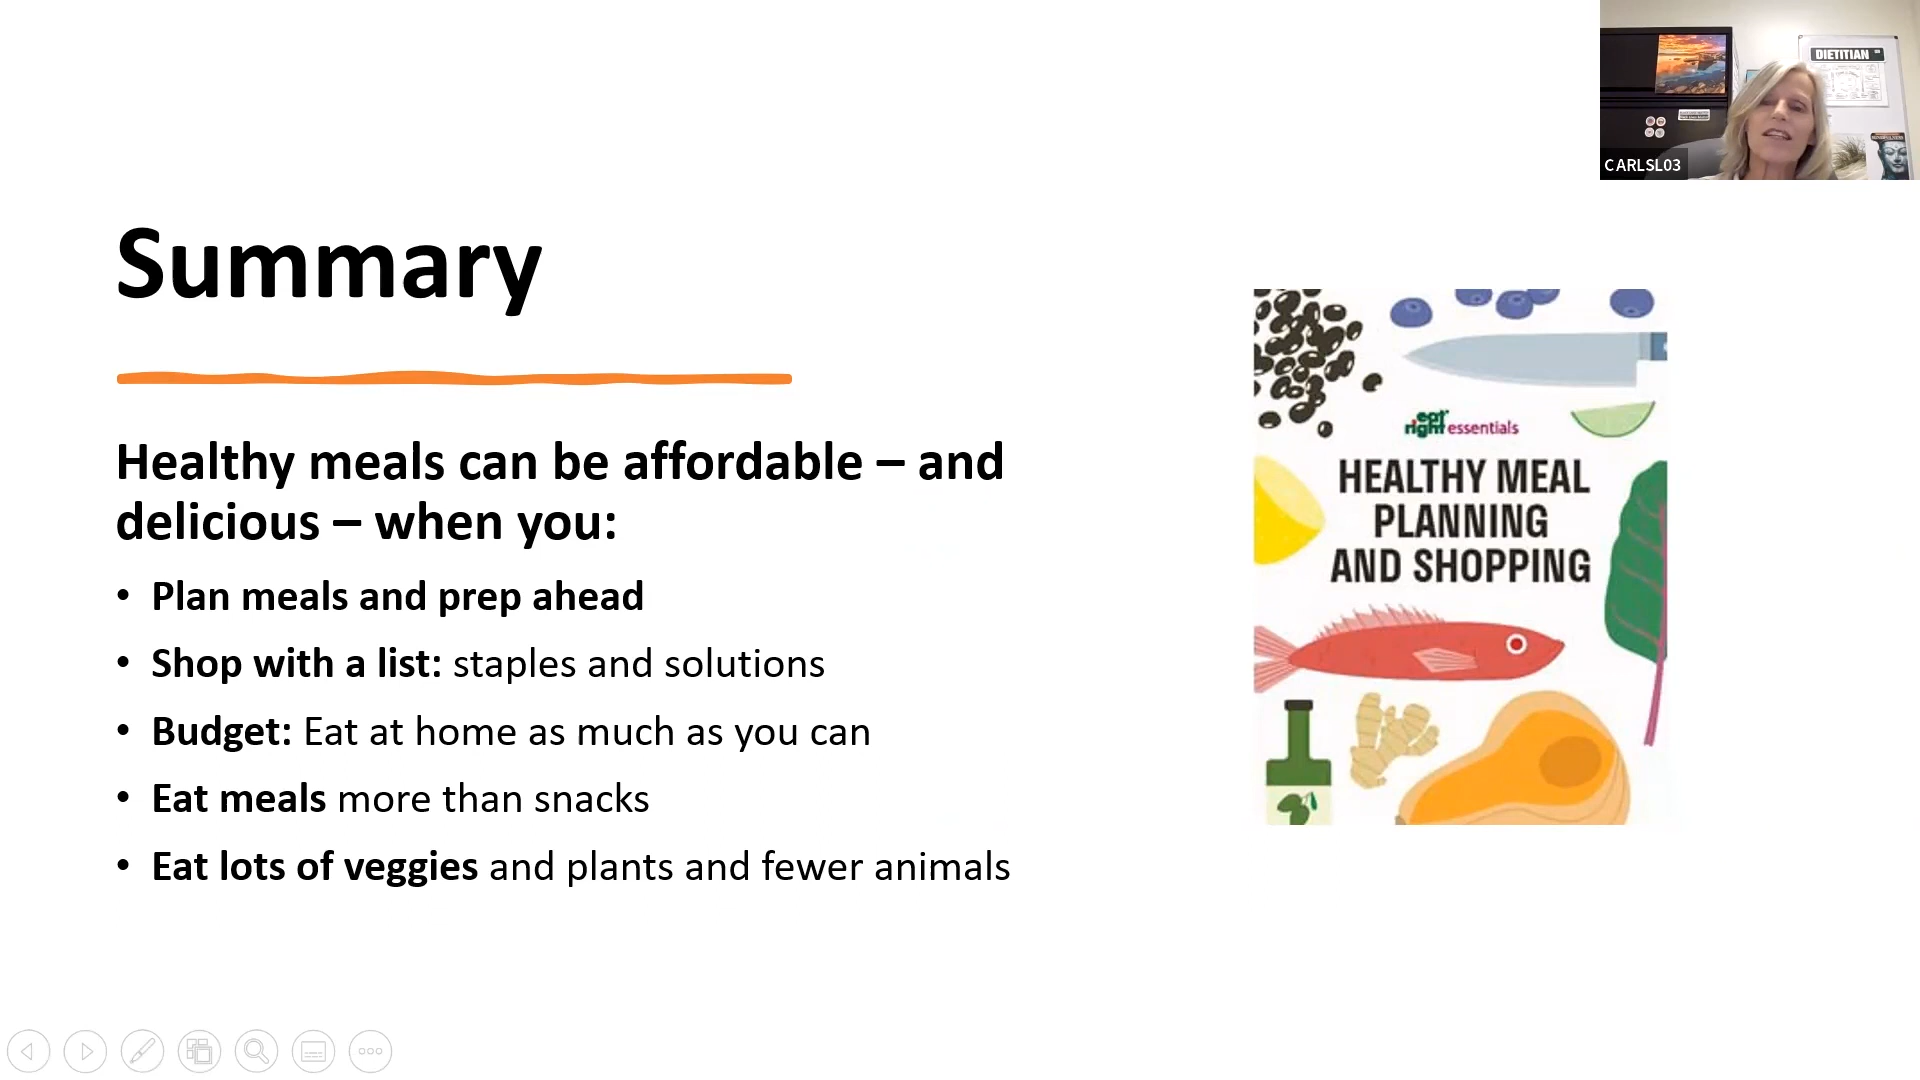 DIETITIAN
CARLSL03
Summary
Healthy meals can be affordable – and
delicious – when you:
• Plan meals and prep ahead
• Shop with a list: staples and solutions
• Budget: Eat at home as much as you can
• Eat meals more than snacks
• Eat lots of veggies and plants and fewer animals
eat
right essentials
HEALTHY MEAL
PLANNING
AND SHOPPING